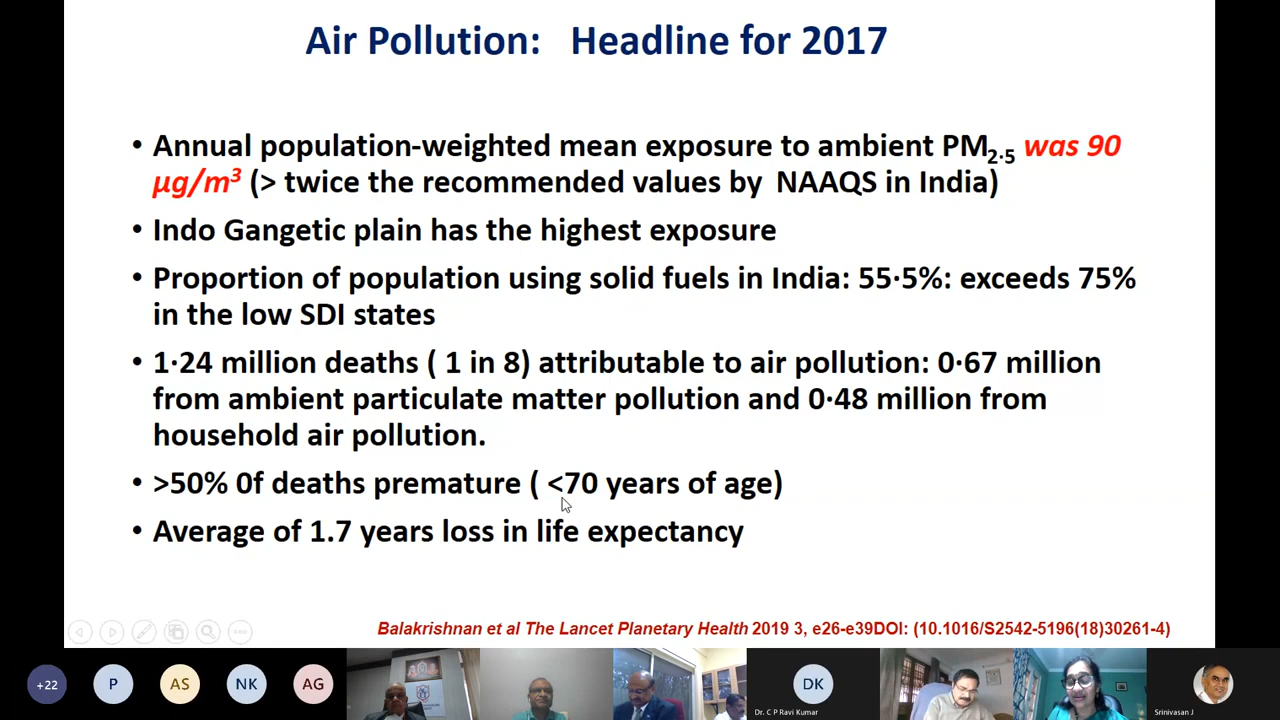 Air Pollution: Headline for 2017
• Annual population-weighted mean exposure to ambient PM2·5 was 90
µg/m³ (> twice the recommended values by NAAQS in India)
• Indo Gangetic plain has the highest exposure
• Proportion of population using solid fuels in India: 55·5%: exceeds 75%
in the low SDI states
• 1·24 million deaths ( 1 in 8) attributable to air pollution: 0·67 million
from ambient particulate matter pollution and 0·48 million from
household air pollution.
• >50% 0f deaths premature ( <70 years of age)
• Average of 1.7 years loss in life expectancy
Balakrishnan et al The Lancet Planetary Health 2019 3, e26-e39DOI: (10.1016/S2542-5196(18)30261-4)
+22
P
AS
NK
AG
DK
Dr. C P Ravi Kumar
Srinivasan J